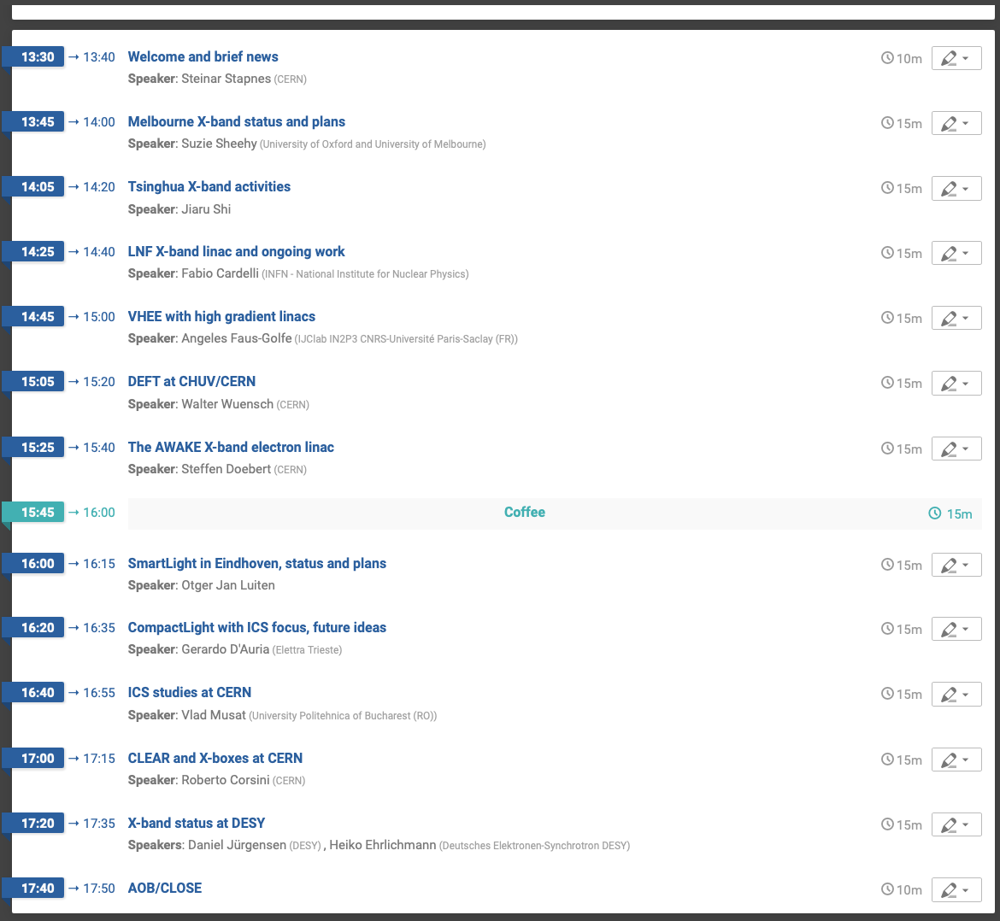 13:30 → 13:40 Welcome and brief news 10m
Speaker: Steinar Stapnes (CERN)
13:45 → 14:00 Melbourne X-band status and plans 15m
Speaker: Suzie Sheehy (University of Oxford and University of Melbourne)
14:05 → 14:20 Tsinghua X-band activities 15m
Speaker: Jiaru Shi
14:25 → 14:40 LNF X-band linac and ongoing work 15m
Speaker: Fabio Cardelli (INFN - National Institute for Nuclear Physics)
14:45 → 15:00 VHEE with high gradient linacs 15m
Speaker: Angeles Faus-Golfe (IJClab IN2P3 CNRS-Université Paris-Saclay (FR))
15:05 → 15:20 DEFT at CHUV/CERN 15m
Speaker: Walter Wuensch (CERN)
15:25 → 15:40 The AWAKE X-band electron linac 15m
Speaker: Steffen Doebert (CERN)
15:45 → 16:00 Coffee 15m
16:00 → 16:15 SmartLight in Eindhoven, status and plans 15m
Speaker: Otger Jan Luiten
16:20 → 16:35 CompactLight with ICS focus, future ideas 15m
Speaker: Gerardo D'Auria (Elettra Trieste)
16:40 → 16:55 ICS studies at CERN 15m
Speaker: Vlad Musat (University Politehnica of Bucharest (RO))
17:00 → 17:15 CLEAR and X-boxes at CERN 15m
Speaker: Roberto Corsini (CERN)
17:20 → 17:35 X-band status at DESY 15m
Speakers: Daniel Jürgensen (DESY) , Heiko Ehrlichmann (Deutsches Elektronen-Synchrotron DESY)
17:40 → 17:50 AOB/CLOSE 10m